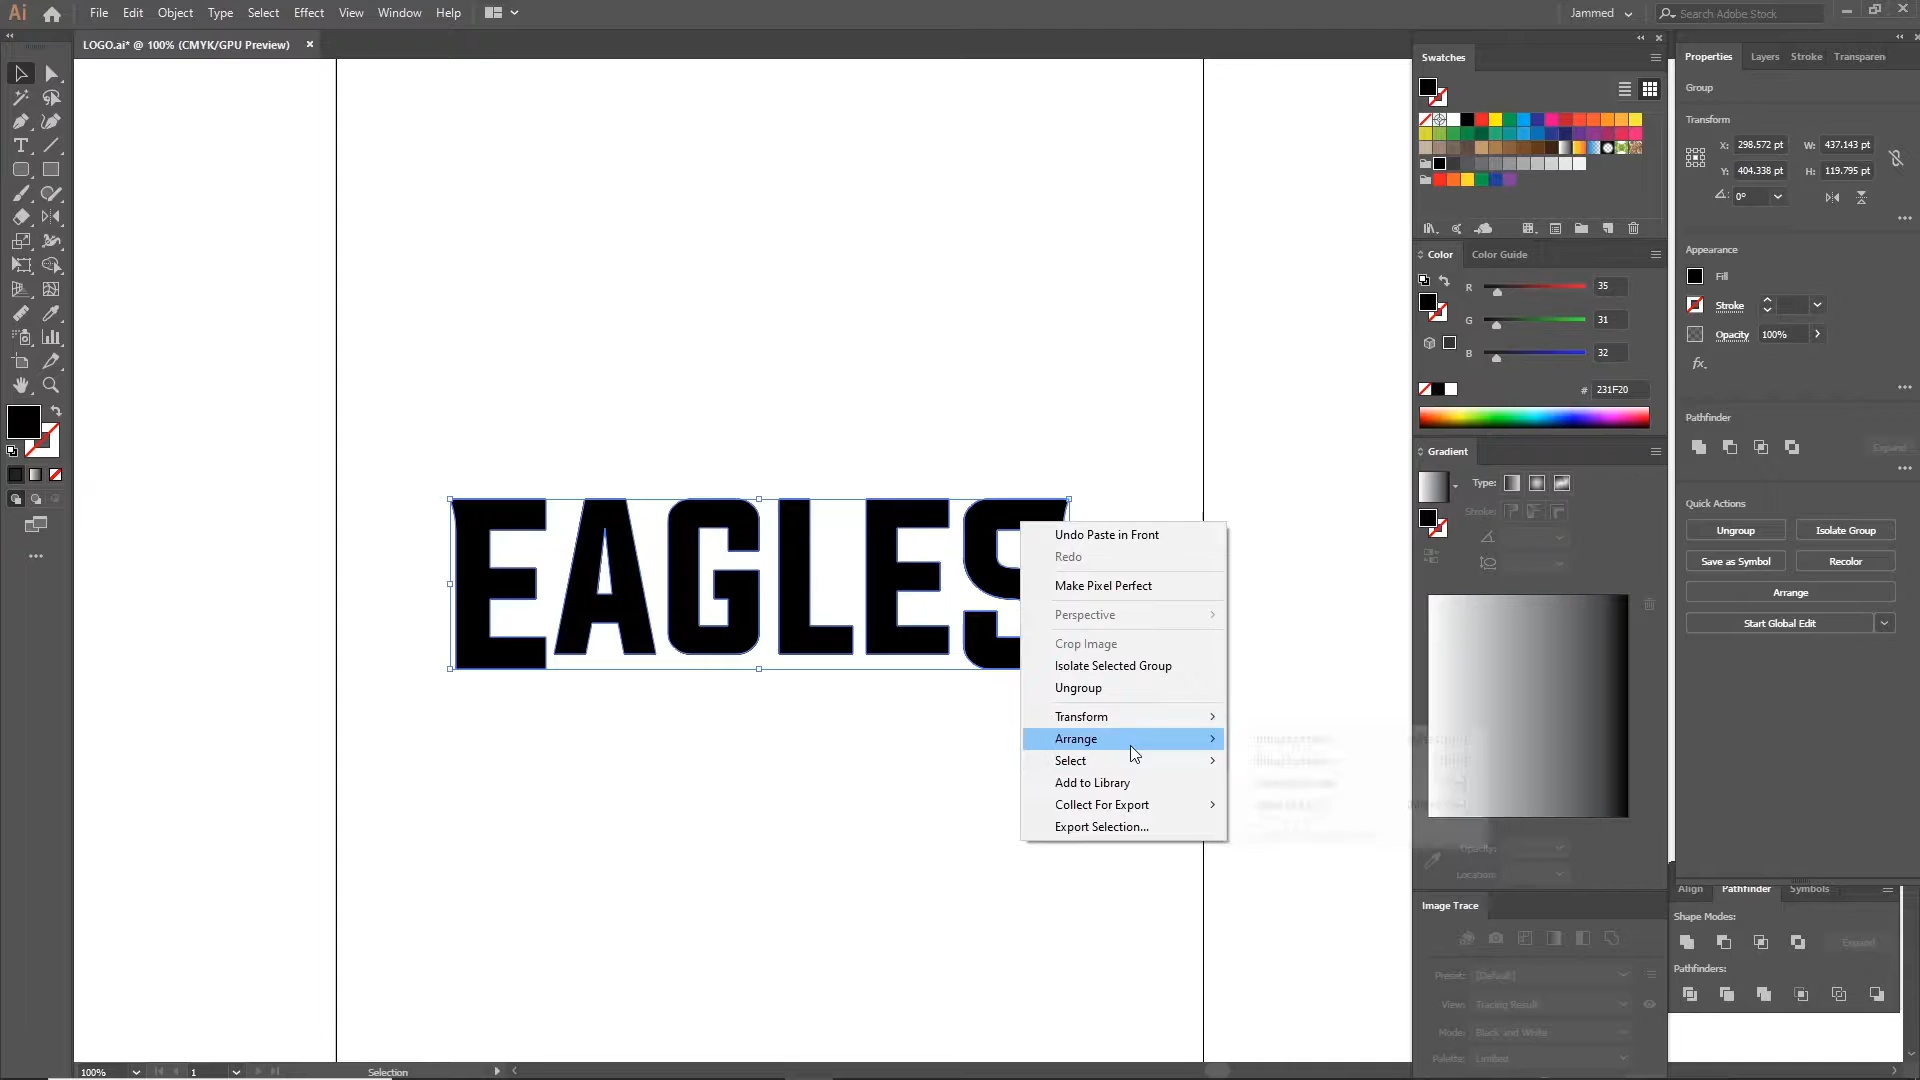 Ai File Edit Object Type Select Effect View Window Help Jammed Search Adobe Stock
LOGO.ai* @ 100% (CMYK/GPU Preview)
Swatches
Properties Layers Stroke Transparen
Group
Transform
X: 298.572 pt W: 437.143 pt
Y: 404.338 pt H: 119.795 pt
0°
Appearance
Fill
Stroke
Opacity 100%
fx.
Color Color Guide
R 35
G 31
B 32
# 231F20
Pathfinder
Expand
Gradient
Type:
Stroke:
Quick Actions
Ungroup Isolate Group
Save as Symbol Recolor
Arrange
Start Global Edit
EAGLES
Undo Paste in Front
Redo
Make Pixel Perfect
Perspective
Crop Image
Isolate Selected Group
Ungroup
Transform
Arrange
Select
Add to Library
Collect For Export
Export Selection...
Opacity:
Location:
Align Pathfinder Symbols
Shape Modes:
Expand
Pathfinders:
Image Trace
Preset: [Default]
View: Tracing Result
Mode: Black and White
Palette: Limited
100% 1 Selection